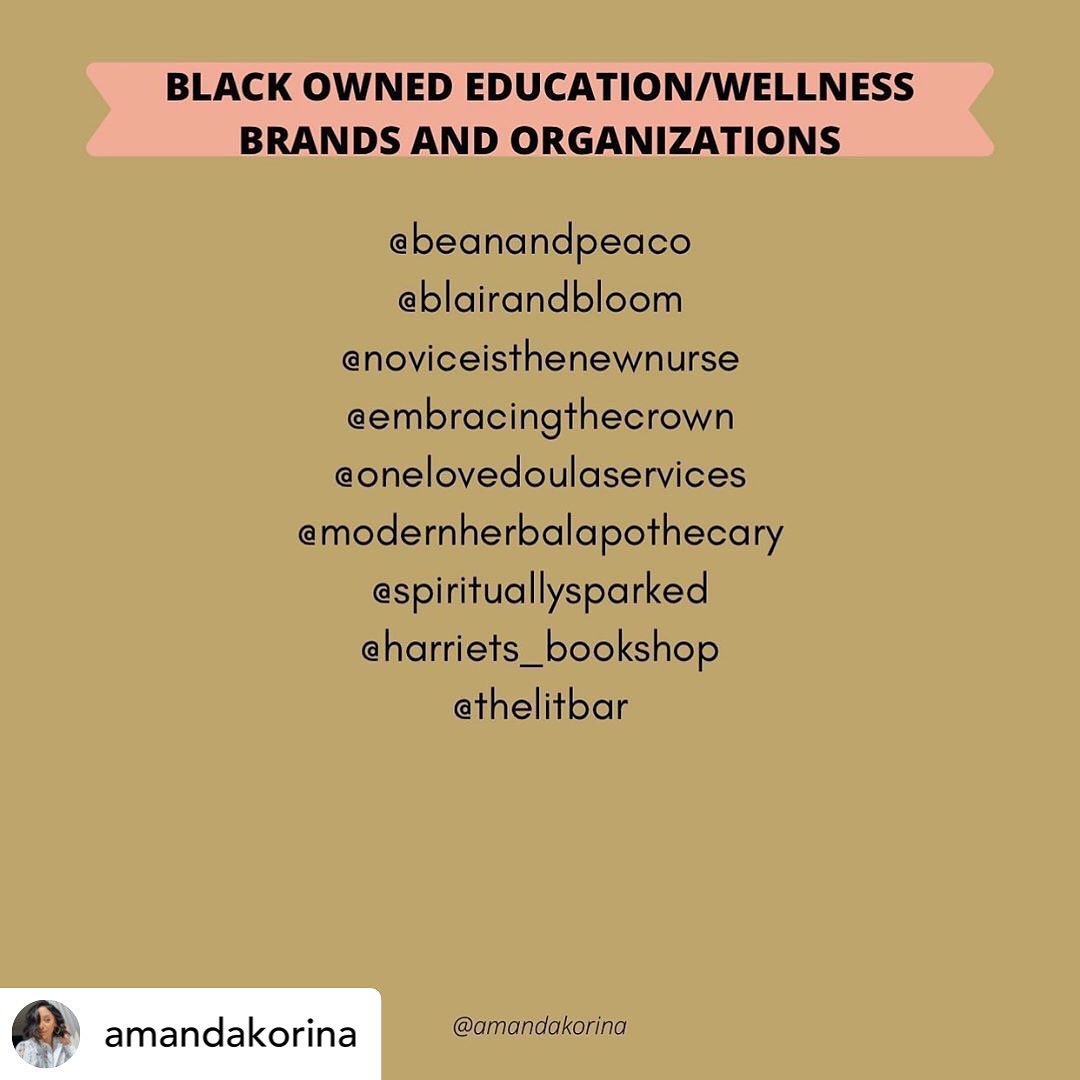 BLACK OWNED EDUCATION/WELLNESS
BRANDS AND ORGANIZATIONS
@beanandpeaco
@blairandbloom
@noviceisthenewnurse
@embracingthecrown
@onelovedoulaservices
@modernherbalapothecary
@spirituallysparked
@harriets_bookshop
@thelitbar
@amandakorina
amandakorina